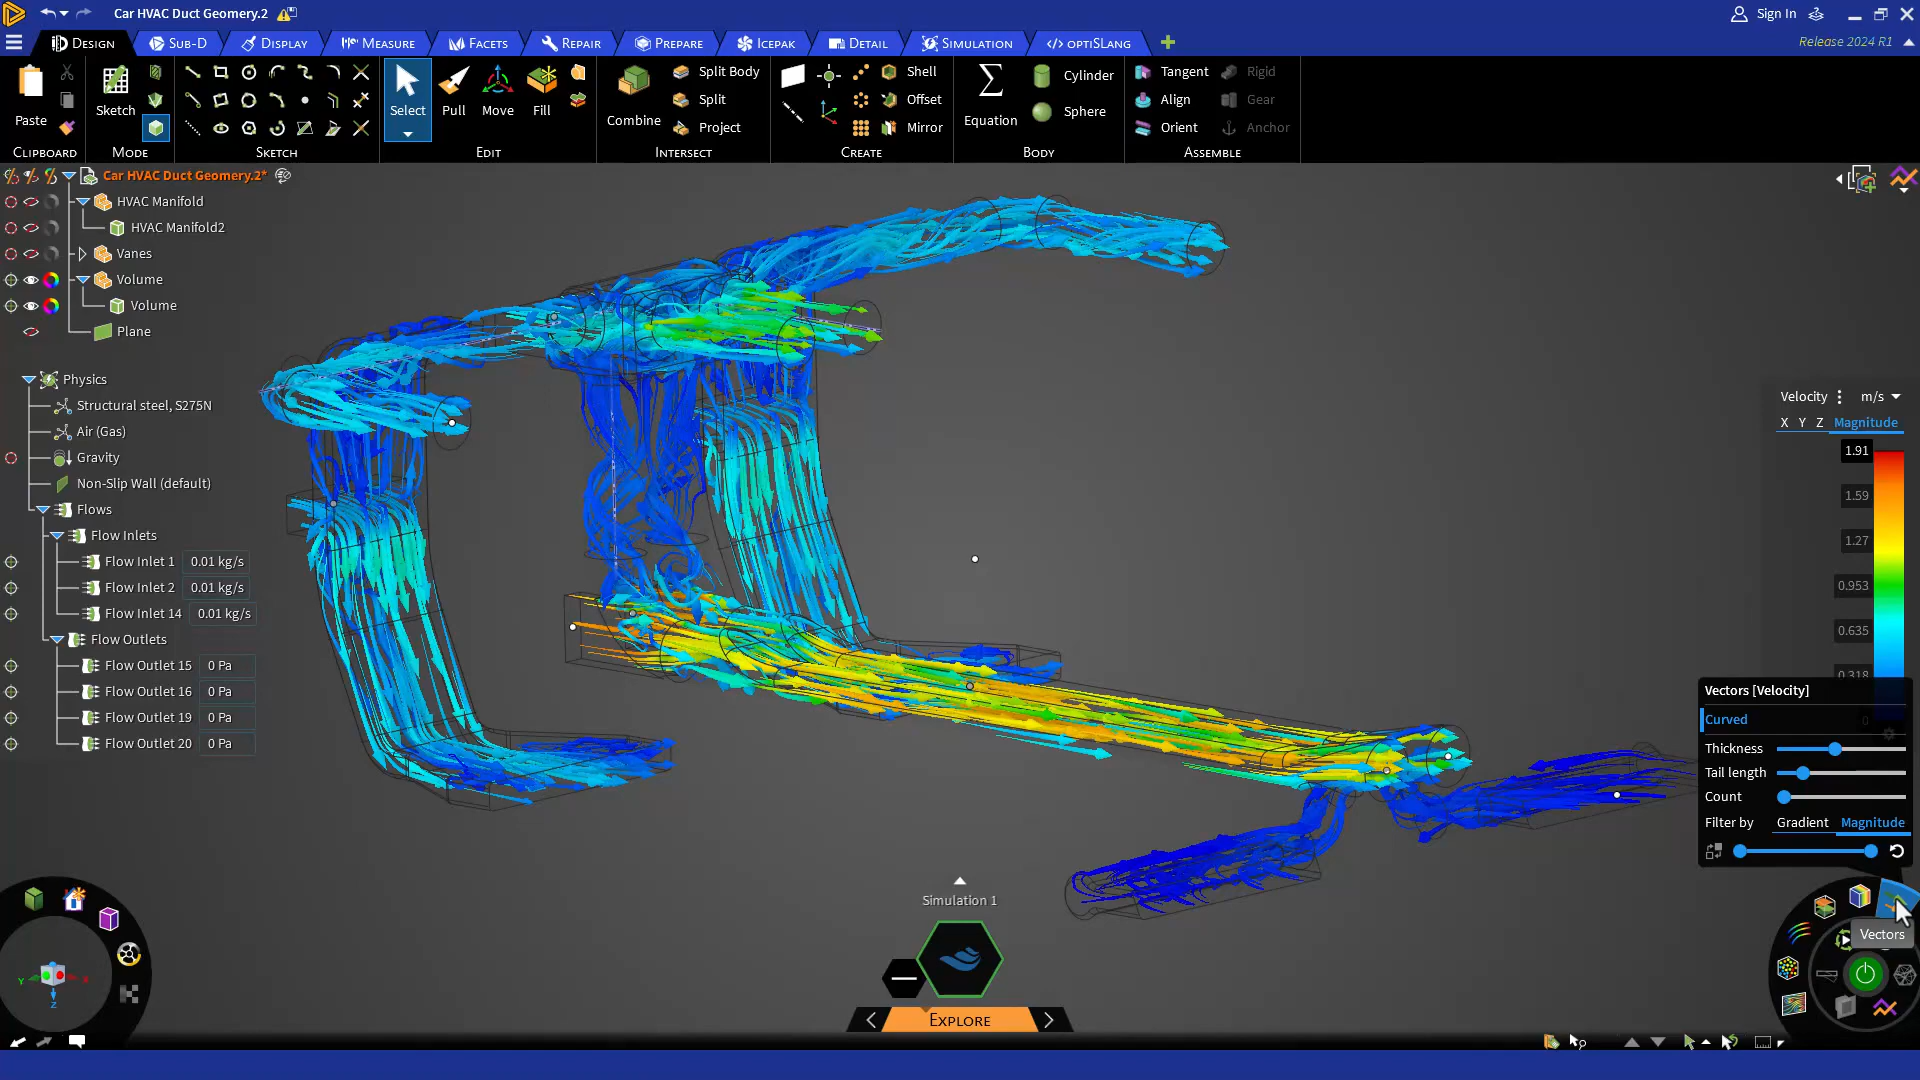 Car HVAC Duct Geometry.2
Sign In
Design
Sub-D
Display
Measure
Facets
Repair
Prepare
Icepak
Detail
Simulation
optiSLang
Release 2024 R1
Paste
Sketch
Select
Pull
Move
Fill
Combine
Split Body
Split
Project
Shell
Offset
Mirror
Equation
Cylinder
Sphere
Tangent
Align
Orient
Rigid
Gear
Anchor
Clipboard
Mode
Sketch
Edit
Intersect
Create
Body
Assemble
Car HVAC Duct Geometry.2*
HVAC Manifold
HVAC Manifold2
Vanes
Volume
Volume
Plane
Physics
Structural steel, S275N
Air (Gas)
Gravity
Non-Slip Wall (default)
Flows
Flow Inlets
Flow Inlet 1 0.01 kg/s
Flow Inlet 2 0.01 kg/s
Flow Inlet 14 0.01 kg/s
Flow Outlets
Flow Outlet 15 0 Pa
Flow Outlet 16 0 Pa
Flow Outlet 19 0 Pa
Flow Outlet 20 0 Pa
Velocity m/s
X Y Z Magnitude
1.91
1.59
1.27
0.953
0.635
0.318
0
Vectors [Velocity]
Curved
Thickness
Tail length
Count
Filter by Gradient Magnitude
Vectors
Simulation 1
Explore
Y
X
Z